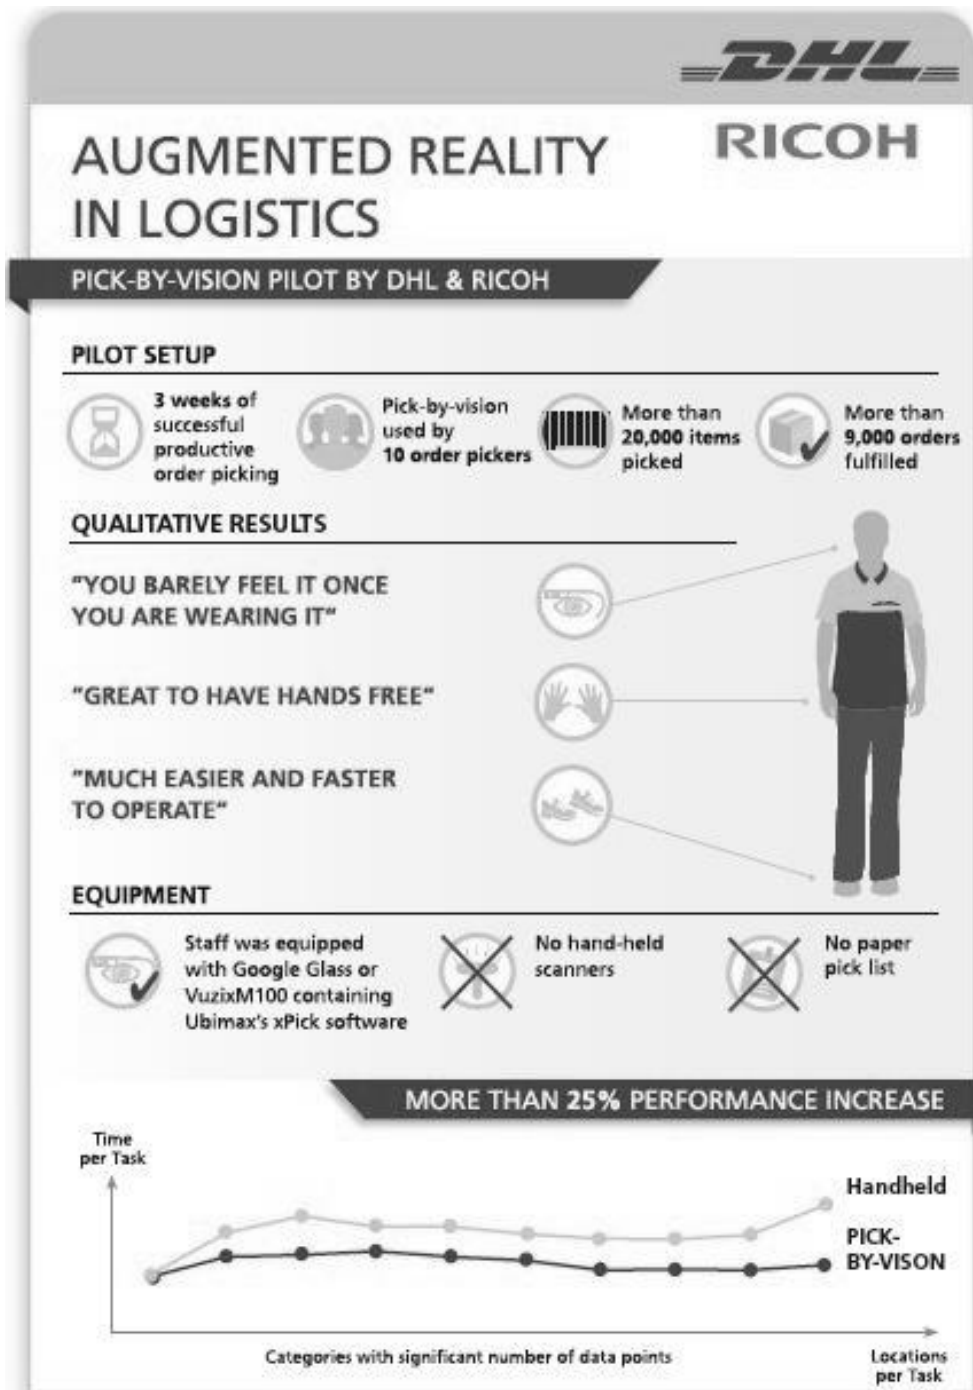 DHL
RICOH
AUGMENTED REALITY
IN LOGISTICS
PICK-BY-VISION PILOT BY DHL & RICOH
PILOT SETUP
3 weeks of
successful
productive
order picking
Pick-by-vision
used by
10 order pickers
More than
20,000 items
picked
More than
9,000 orders
fulfilled
QUALITATIVE RESULTS
"YOU BARELY FEEL IT ONCE
YOU ARE WEARING IT"
"GREAT TO HAVE HANDS FREE"
"MUCH EASIER AND FASTER
TO OPERATE"
EQUIPMENT
Staff was equipped
with Google Glass or
VuzixM100 containing
Ubimax's xPick software
No hand-held
scanners
No paper
pick list
MORE THAN 25% PERFORMANCE INCREASE
Time
per Task
Handheld
PICK-
BY-VISON
Categories with significant number of data points
Locations
per Task